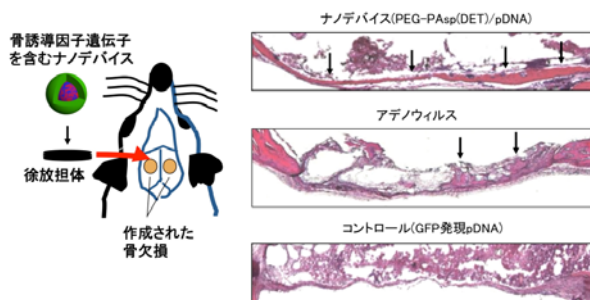 骨誘導因子遺伝子
を含むナノデバイス
徐放担体
作成された
骨欠損
ナノデバイス(PEG-PAsp(DET)/pDNA)
アデノウィルス
コントロール(GFP発現pDNA)